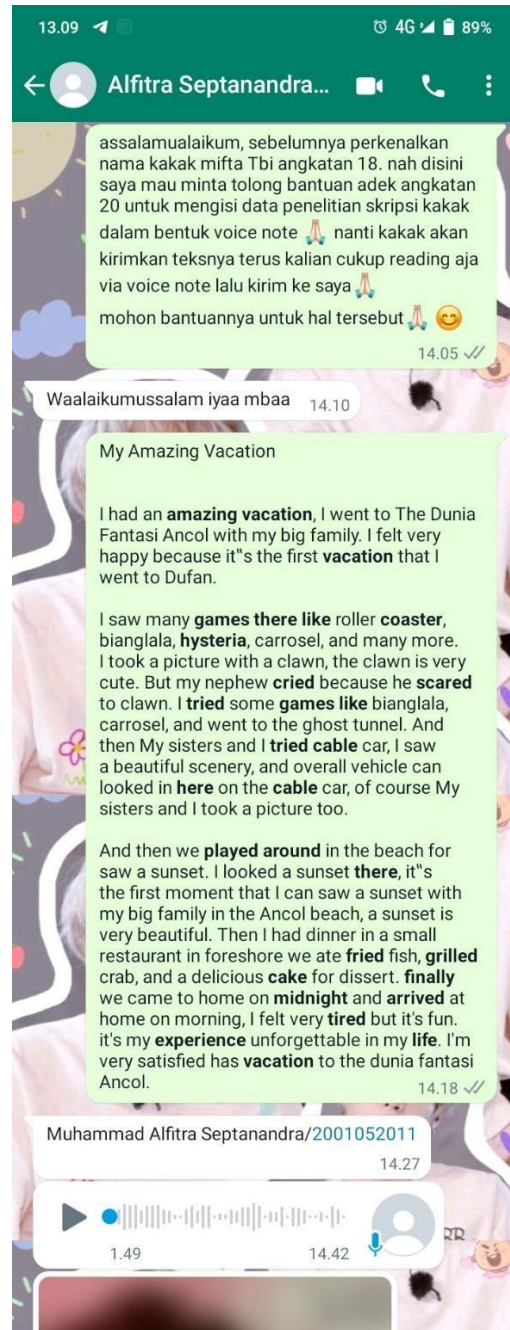 13.09
4G
89%
Alfitra Septanandra...
assalamualaikum, sebelumnya perkenalkan
nama kakak mifta Tbi angkatan 18. nah disini
saya mau minta tolong bantuan adek angkatan
20 untuk mengisi data penelitian skripsi kakak
dalam bentuk voice note 🙏 nanti kakak akan
kirimkan teksnya terus kalian cukup reading aja
via voice note lalu kirim ke saya 🙏
mohon bantuannya untuk hal tersebut 🙏 😊
14.05
Waalaikumussalam iyaa mbaa
14.10
My Amazing Vacation
I had an amazing vacation, I went to The Dunia
Fantasi Ancol with my big family. I felt very
happy because it"s the first vacation that I
went to Dufan.
I saw many games there like roller coaster,
bianglala, hysteria, carrosel, and many more.
I took a picture with a clawn, the clawn is very
cute. But my nephew cried because he scared
to clawn. I tried some games like bianglala,
carrosel, and went to the ghost tunnel. And
then My sisters and I tried cable car, I saw
a beautiful scenery, and overall vehicle can
looked in here on the cable car, of course My
sisters and I took a picture too.
And then we played around in the beach for
saw a sunset. I looked a sunset there, it"s
the first moment that I can saw a sunset with
my big family in the Ancol beach, a sunset is
very beautiful. Then I had dinner in a small
restaurant in foreshore we ate fried fish, grilled
crab, and a delicious cake for dissert. finally
we came to home on midnight and arrived at
home on morning, I felt very tired but it's fun.
it's my experience unforgettable in my life. I'm
very satisfied has vacation to the dunia fantasi
Ancol.
14.18
Muhammad Alfitra Septanandra/2001052011
14.27
1.49
14.42